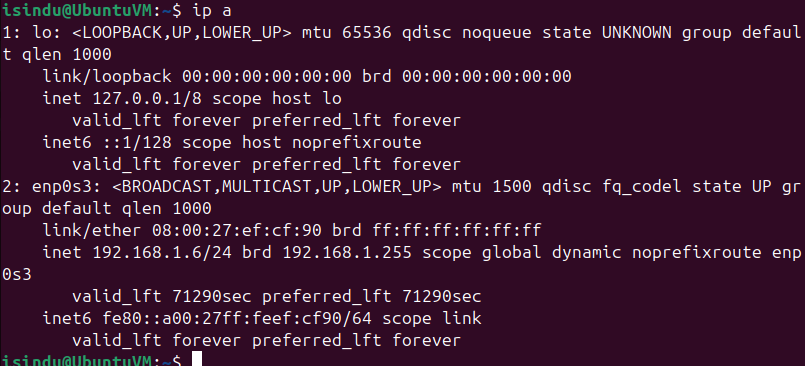 isindu@UbuntuVM:~$ ip a
1: lo: <LOOPBACK,UP,LOWER_UP> mtu 65536 qdisc noqueue state UNKNOWN group defaul
t qlen 1000
    link/loopback 00:00:00:00:00:00 brd 00:00:00:00:00:00
    inet 127.0.0.1/8 scope host lo
       valid_lft forever preferred_lft forever
    inet6 ::1/128 scope host noprefixroute
       valid_lft forever preferred_lft forever
2: enp0s3: <BROADCAST,MULTICAST,UP,LOWER_UP> mtu 1500 qdisc fq_codel state UP gr
oup default qlen 1000
    link/ether 08:00:27:ef:cf:90 brd ff:ff:ff:ff:ff:ff
    inet 192.168.1.6/24 brd 192.168.1.255 scope global dynamic noprefixroute enp
0s3
       valid_lft 71290sec preferred_lft 71290sec
    inet6 fe80::a00:27ff:feef:cf90/64 scope link
       valid_lft forever preferred_lft forever
isindu@UbuntuVM:~$